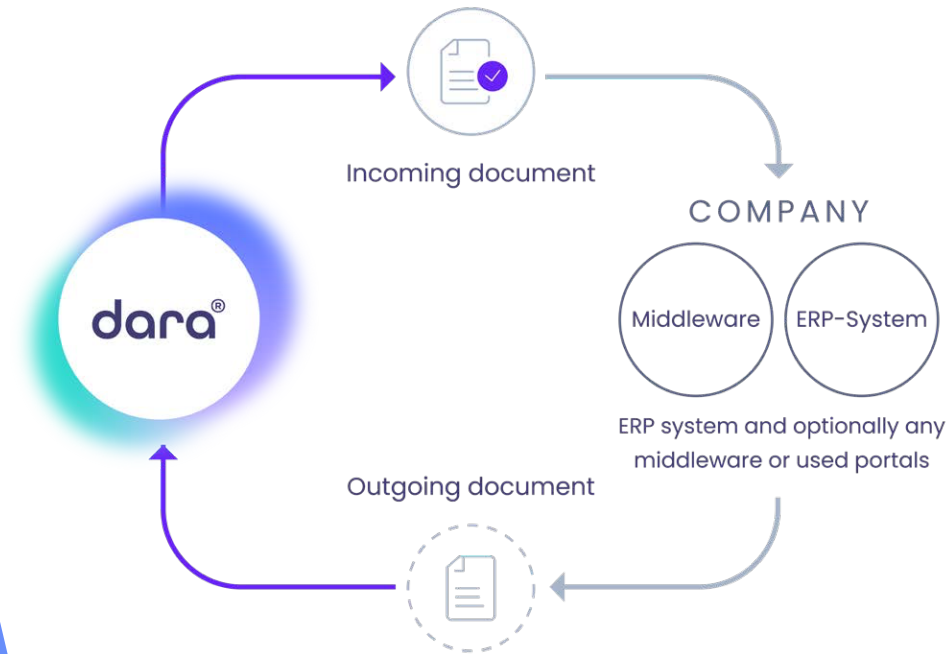 Incoming document
COMPANY
dara®
Middleware
ERP-System
ERP system and optionally any
middleware or used portals
Outgoing document